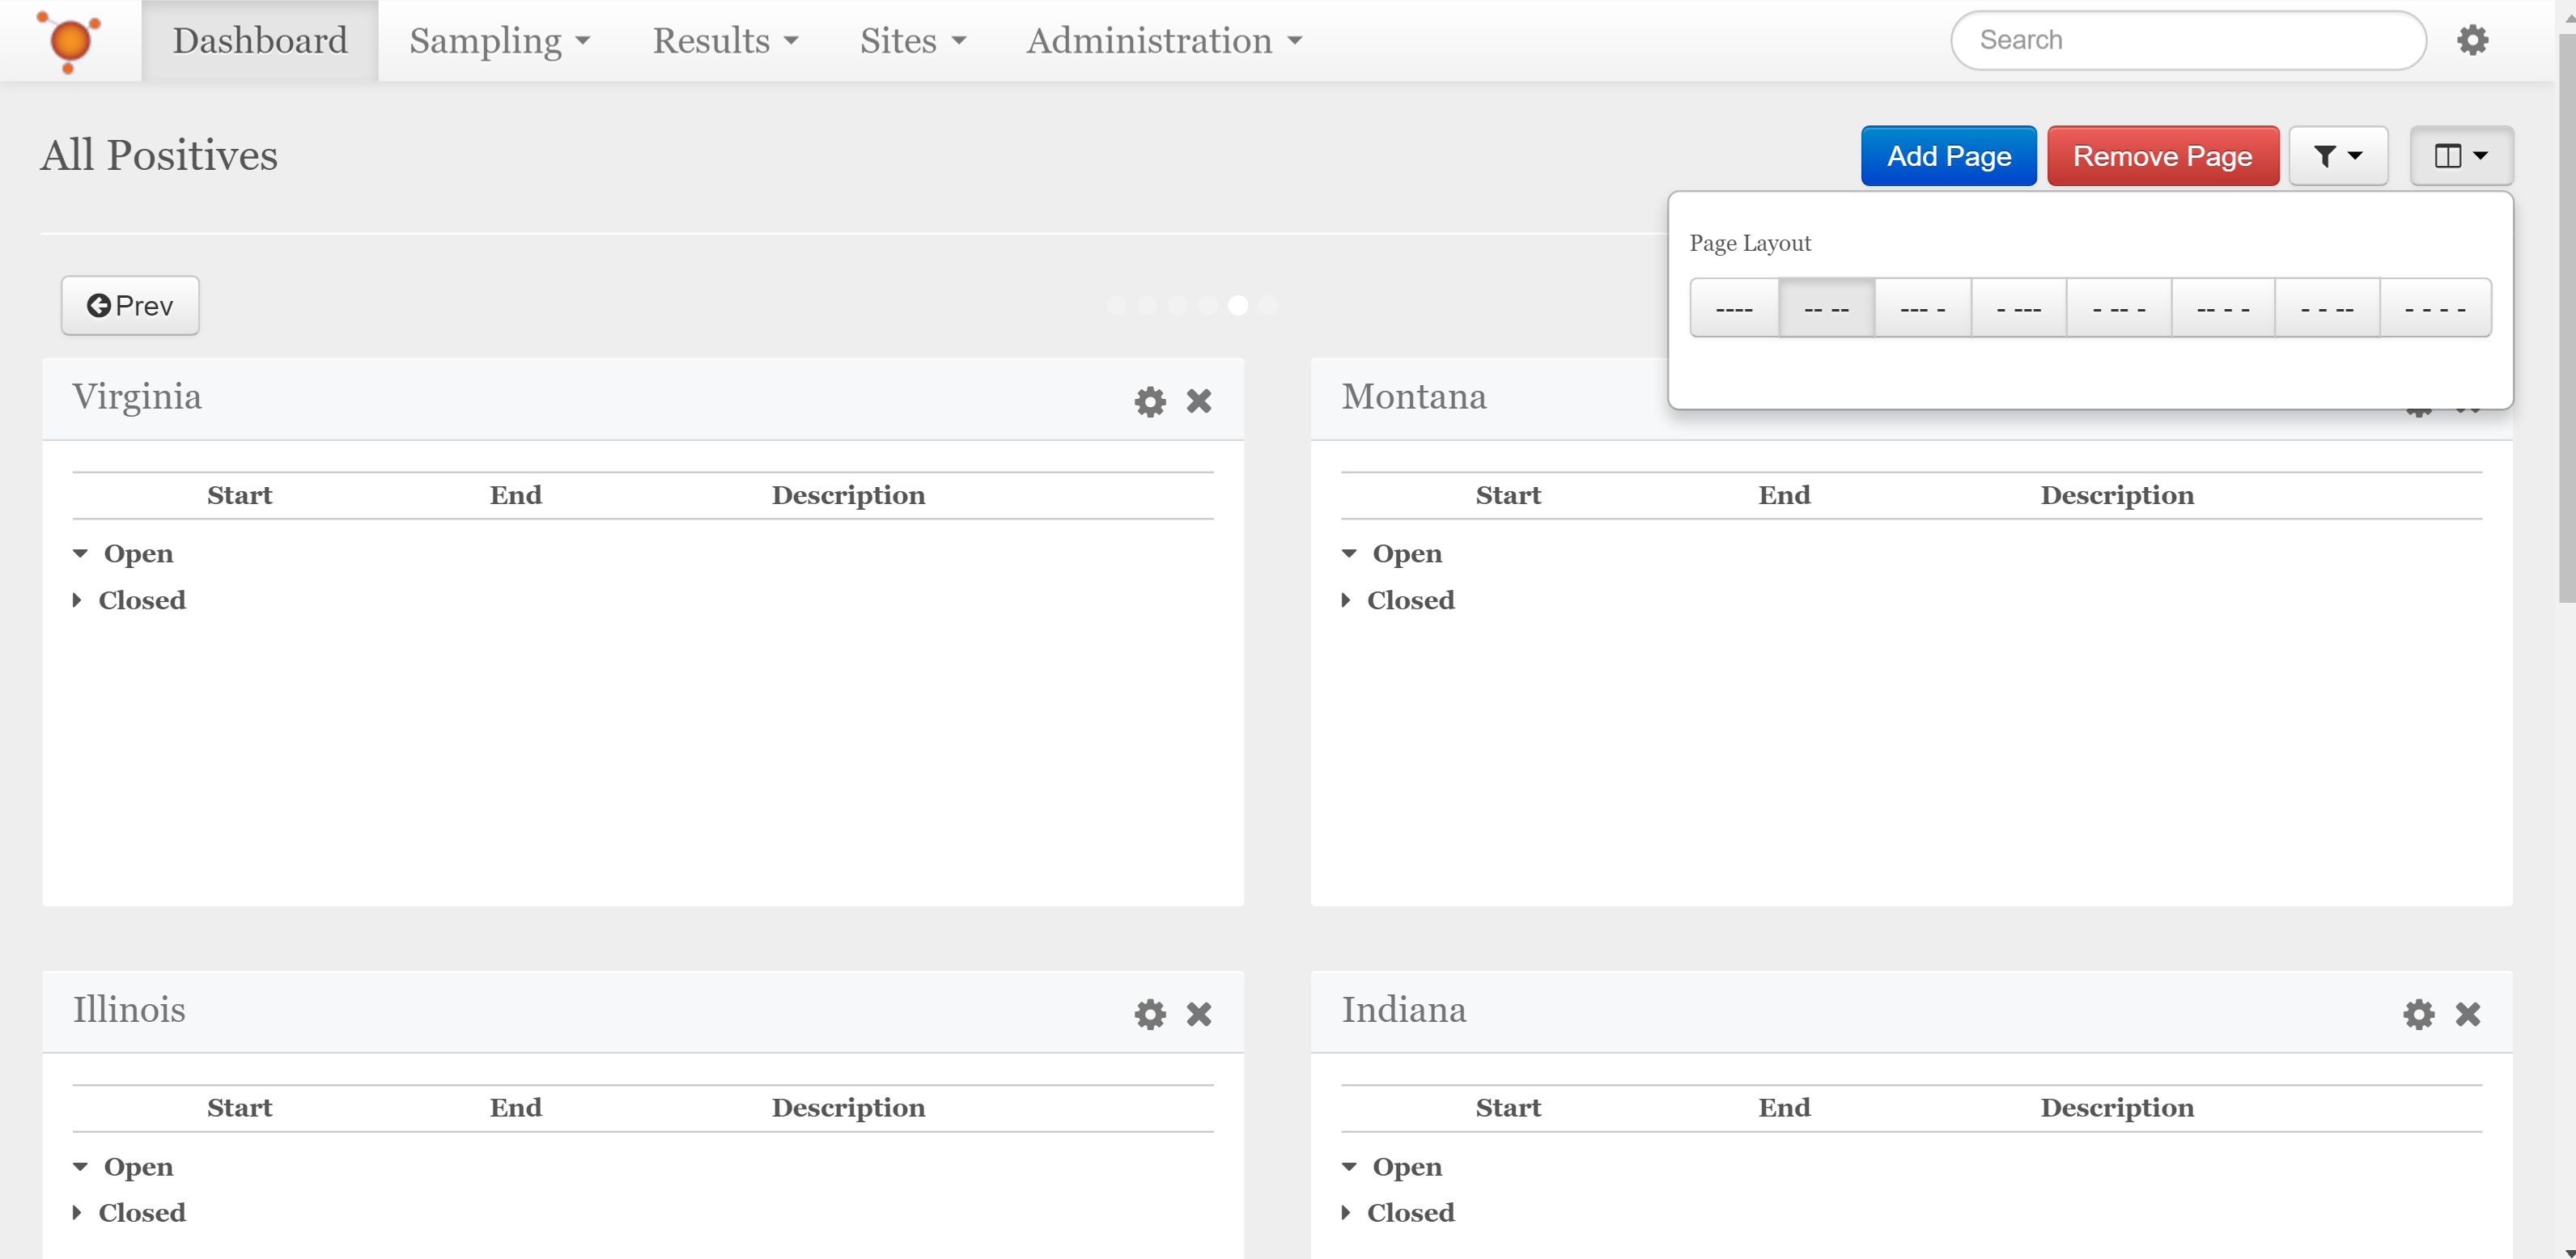 Dashboard Sampling Results Sites Administration Search
All Positives Add Page Remove Page
Page Layout
---- -- -- --- - - --- - -- - -- - - - - -- - - - -
Prev
Virginia Montana
Start End Description Start End Description
Open Open
Closed Closed
Illinois Indiana
Start End Description Start End Description
Open Open
Closed Closed